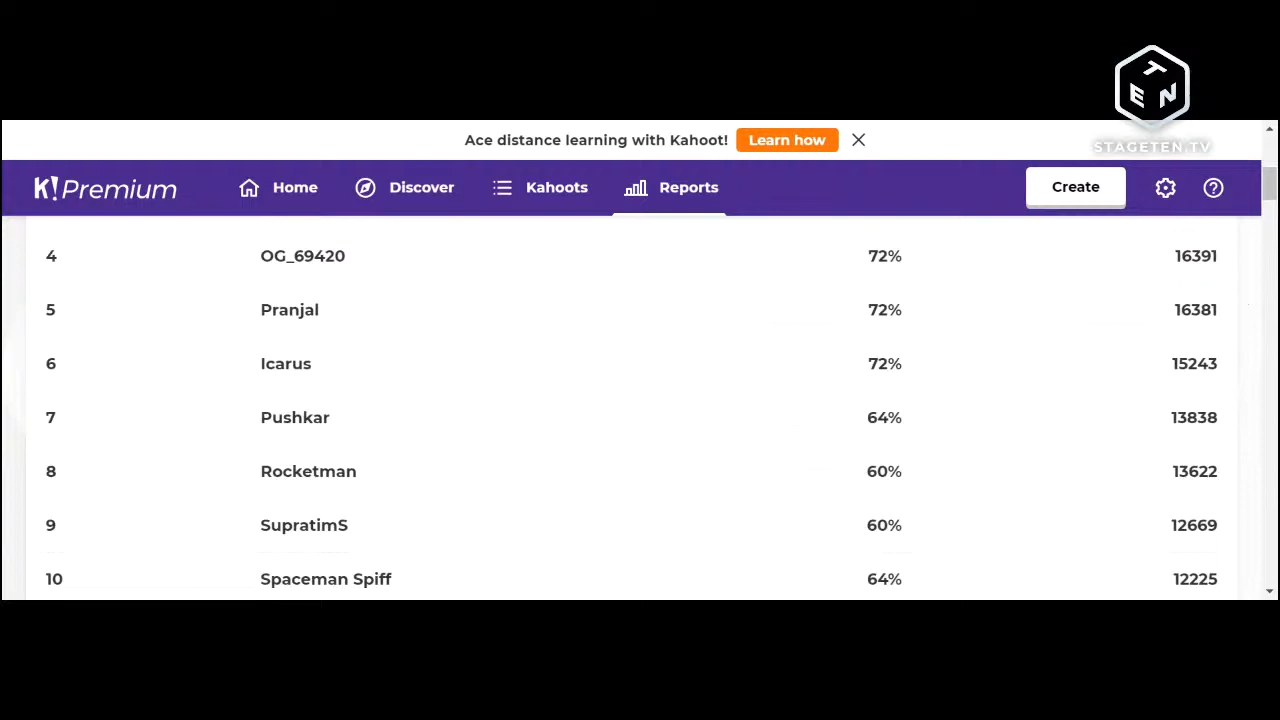 TEN
STAGETEN.TV
Ace distance learning with Kahoot! Learn how
K! Premium Home Discover Kahoots Reports Create
4 OG_69420 72% 16391
5 Pranjal 72% 16381
6 Icarus 72% 15243
7 Pushkar 64% 13838
8 Rocketman 60% 13622
9 SupratimS 60% 12669
10 Spaceman Spiff 64% 12225